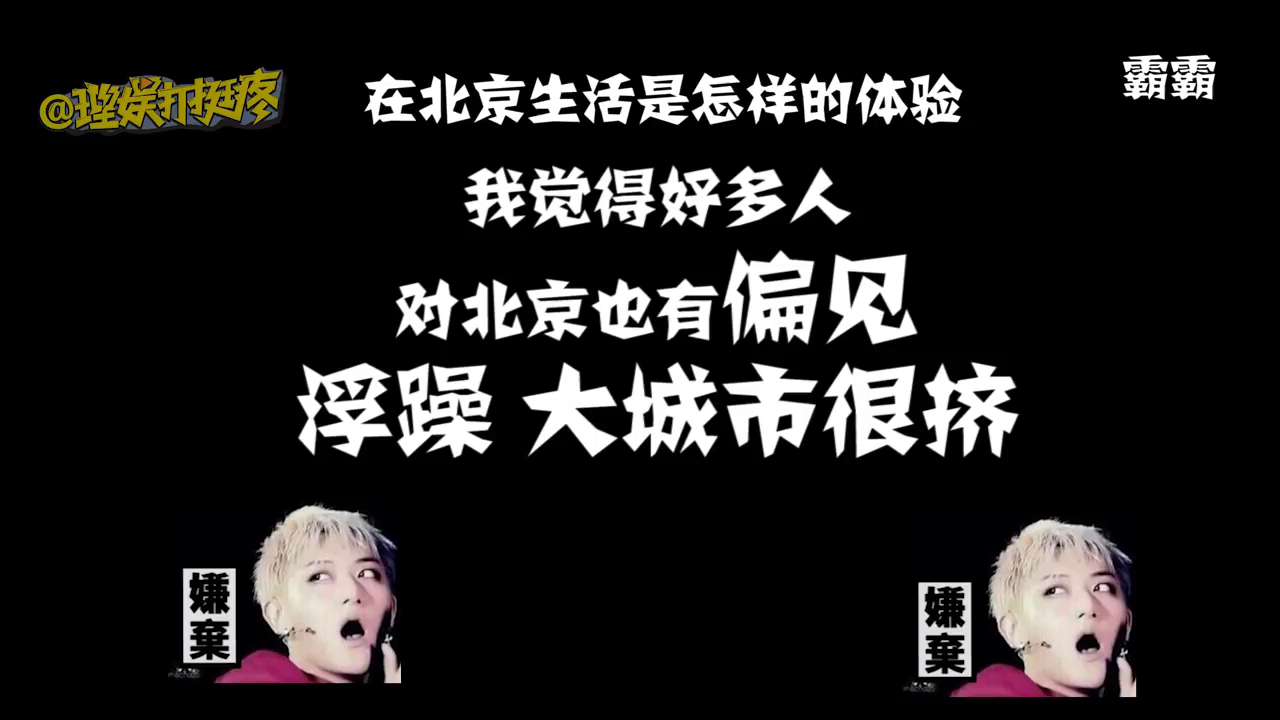 @理娱打挺疼
在北京生活是怎样的体验
霸霸
我觉得好多人
对北京也有偏见
浮躁 大城市很挤
嫌棄
嫌棄